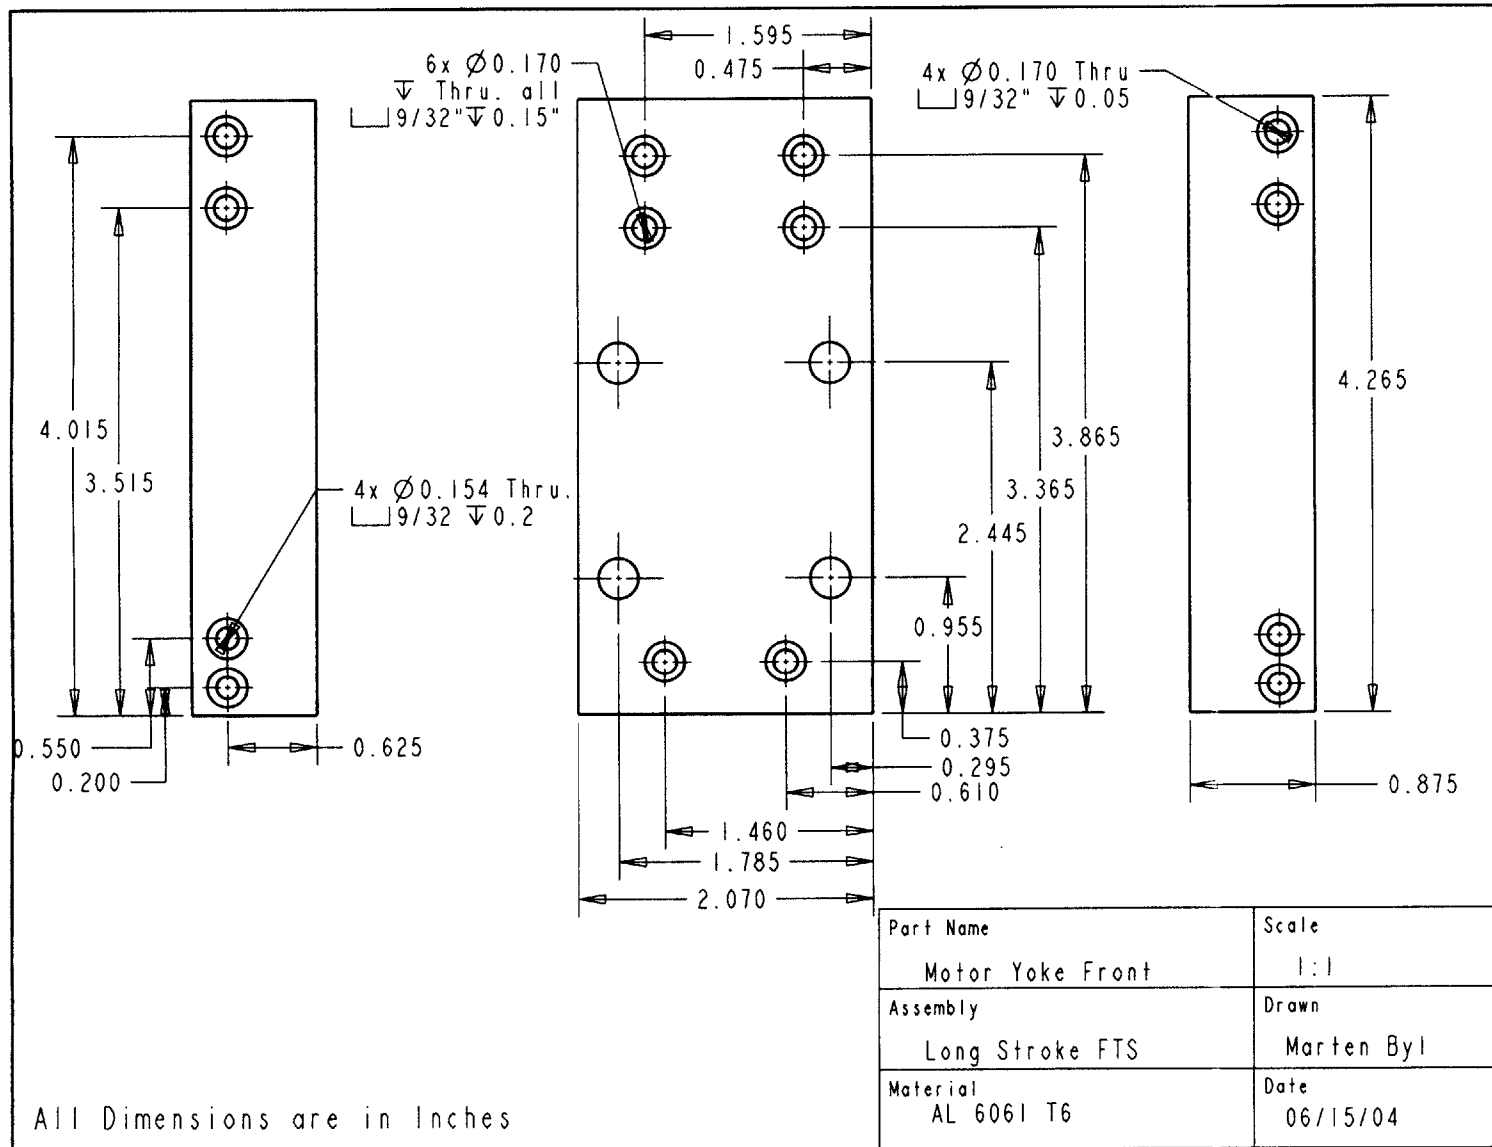 1.595
0.475
6x Ø0.170
↧ Thru. all
⌴ 9/32" ↧ 0.15"
4x Ø0.170 Thru
⌴ 9/32" ↧ 0.05
4.265
4.015
3.865
3.515
3.365
4x Ø0.154 Thru.
⌴ 9/32 ↧ 0.2
2.445
0.955
0.550
0.625
0.200
0.375
0.295
0.610
0.875
1.460
1.785
2.070
Part Name
Motor Yoke Front
Scale
1:1
Assembly
Long Stroke FTS
Drawn
Marten Byl
Material
AL 6061 T6
Date
06/15/04
All Dimensions are in Inches